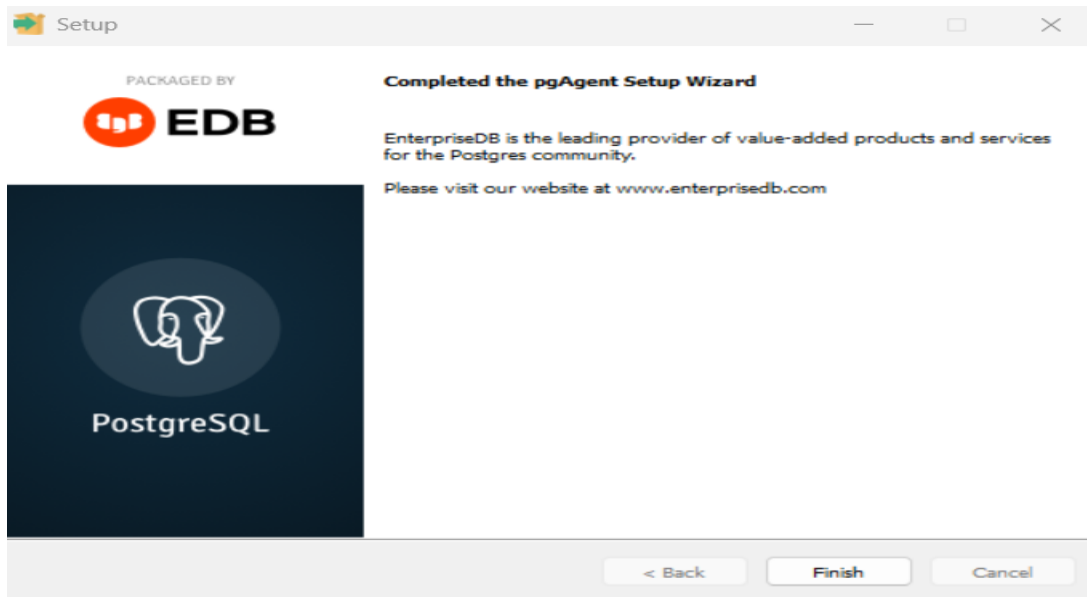 Setup
PACKAGED BY
EDB
PostgreSQL
Completed the pgAgent Setup Wizard
EnterpriseDB is the leading provider of value-added products and services
for the Postgres community.
Please visit our website at www.enterprisedb.com
< Back
Finish
Cancel